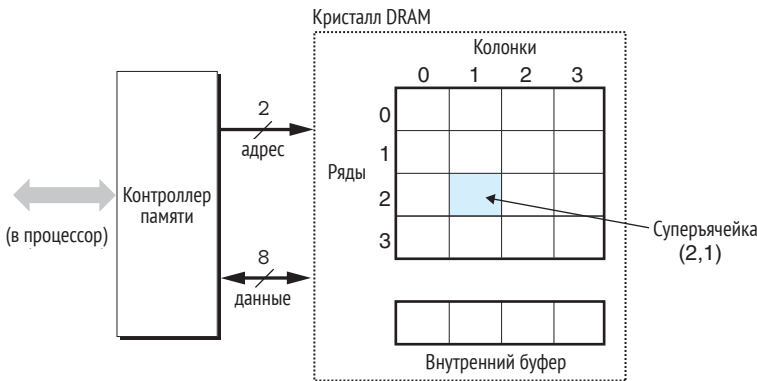 Кристалл DRAM
Колонки
0 1 2 3
0
1
2
3
Ряды
2
адрес
Контроллер
памяти
(в процессор)
8
данные
Суперъячейка
(2,1)
Внутренний буфер